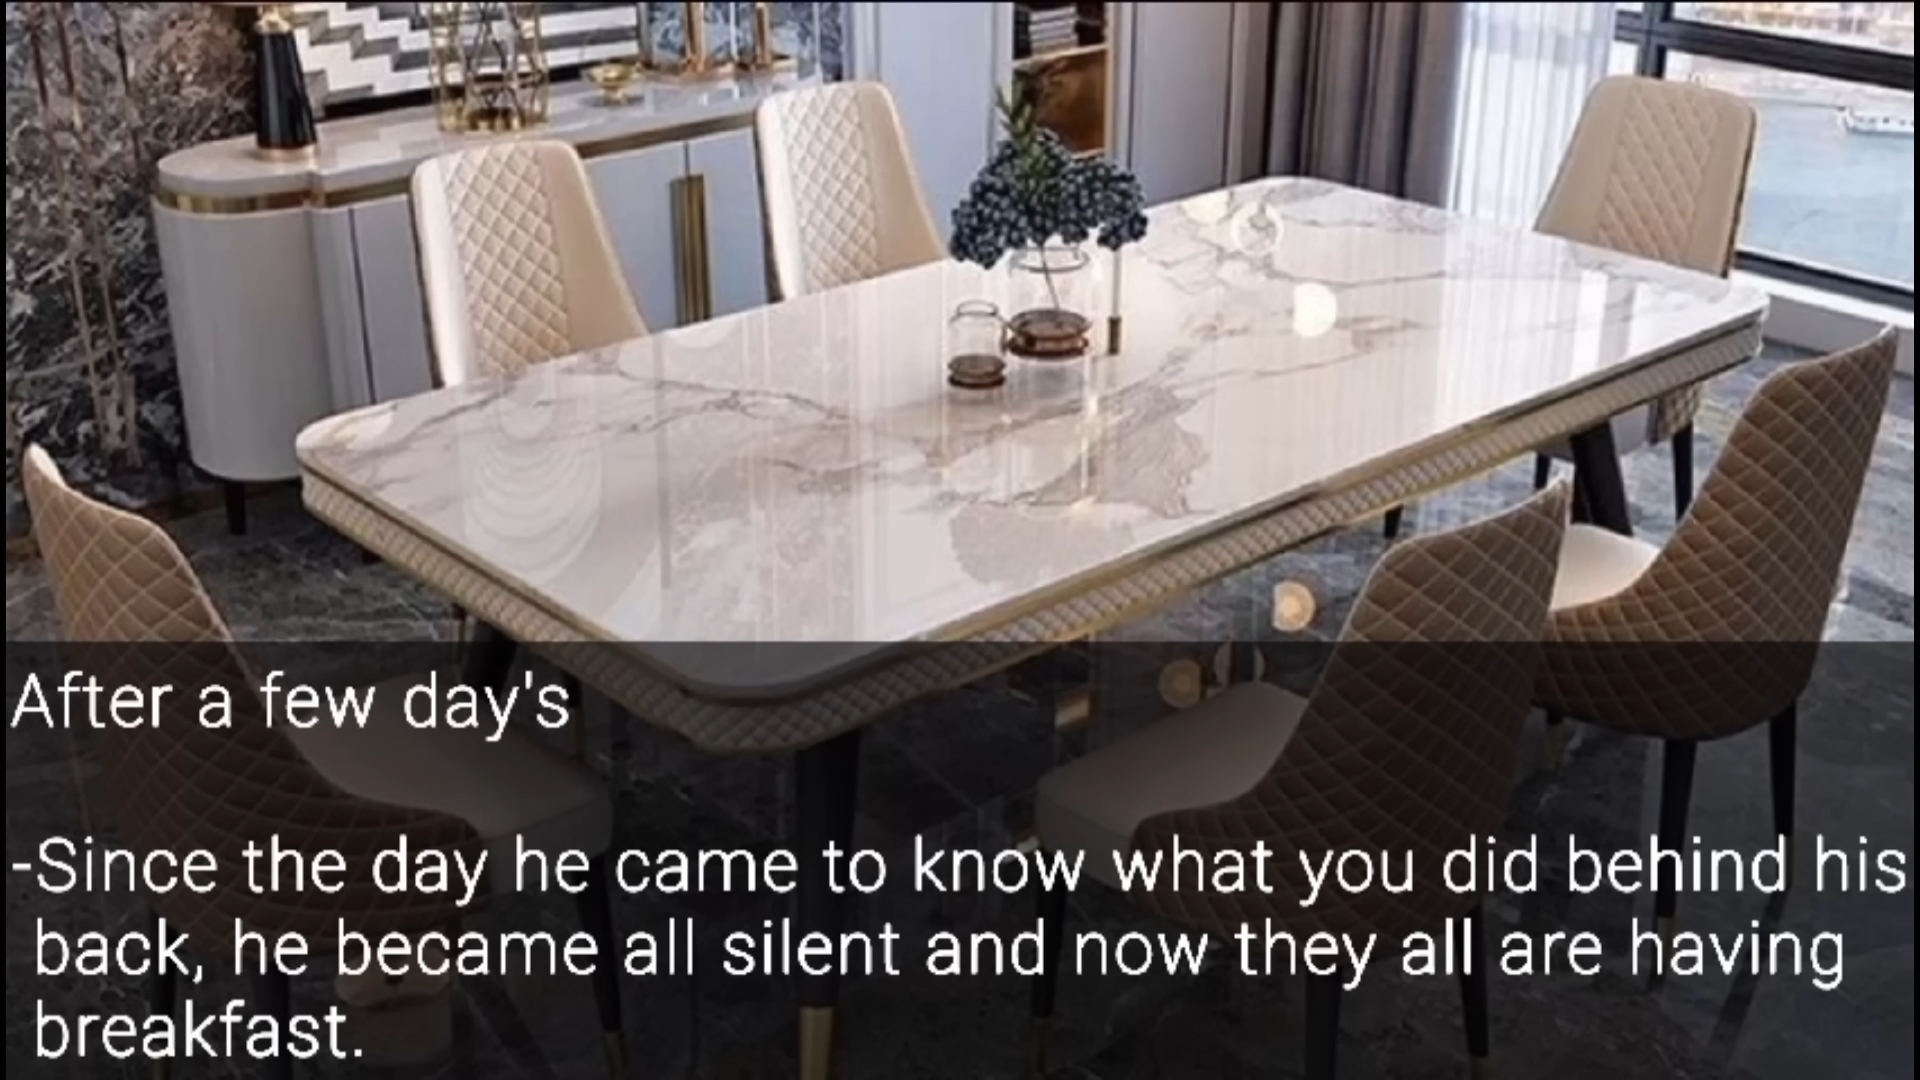 After a few day's
-Since the day he came to know what you did behind his
back, he became all silent and now they all are having
breakfast.